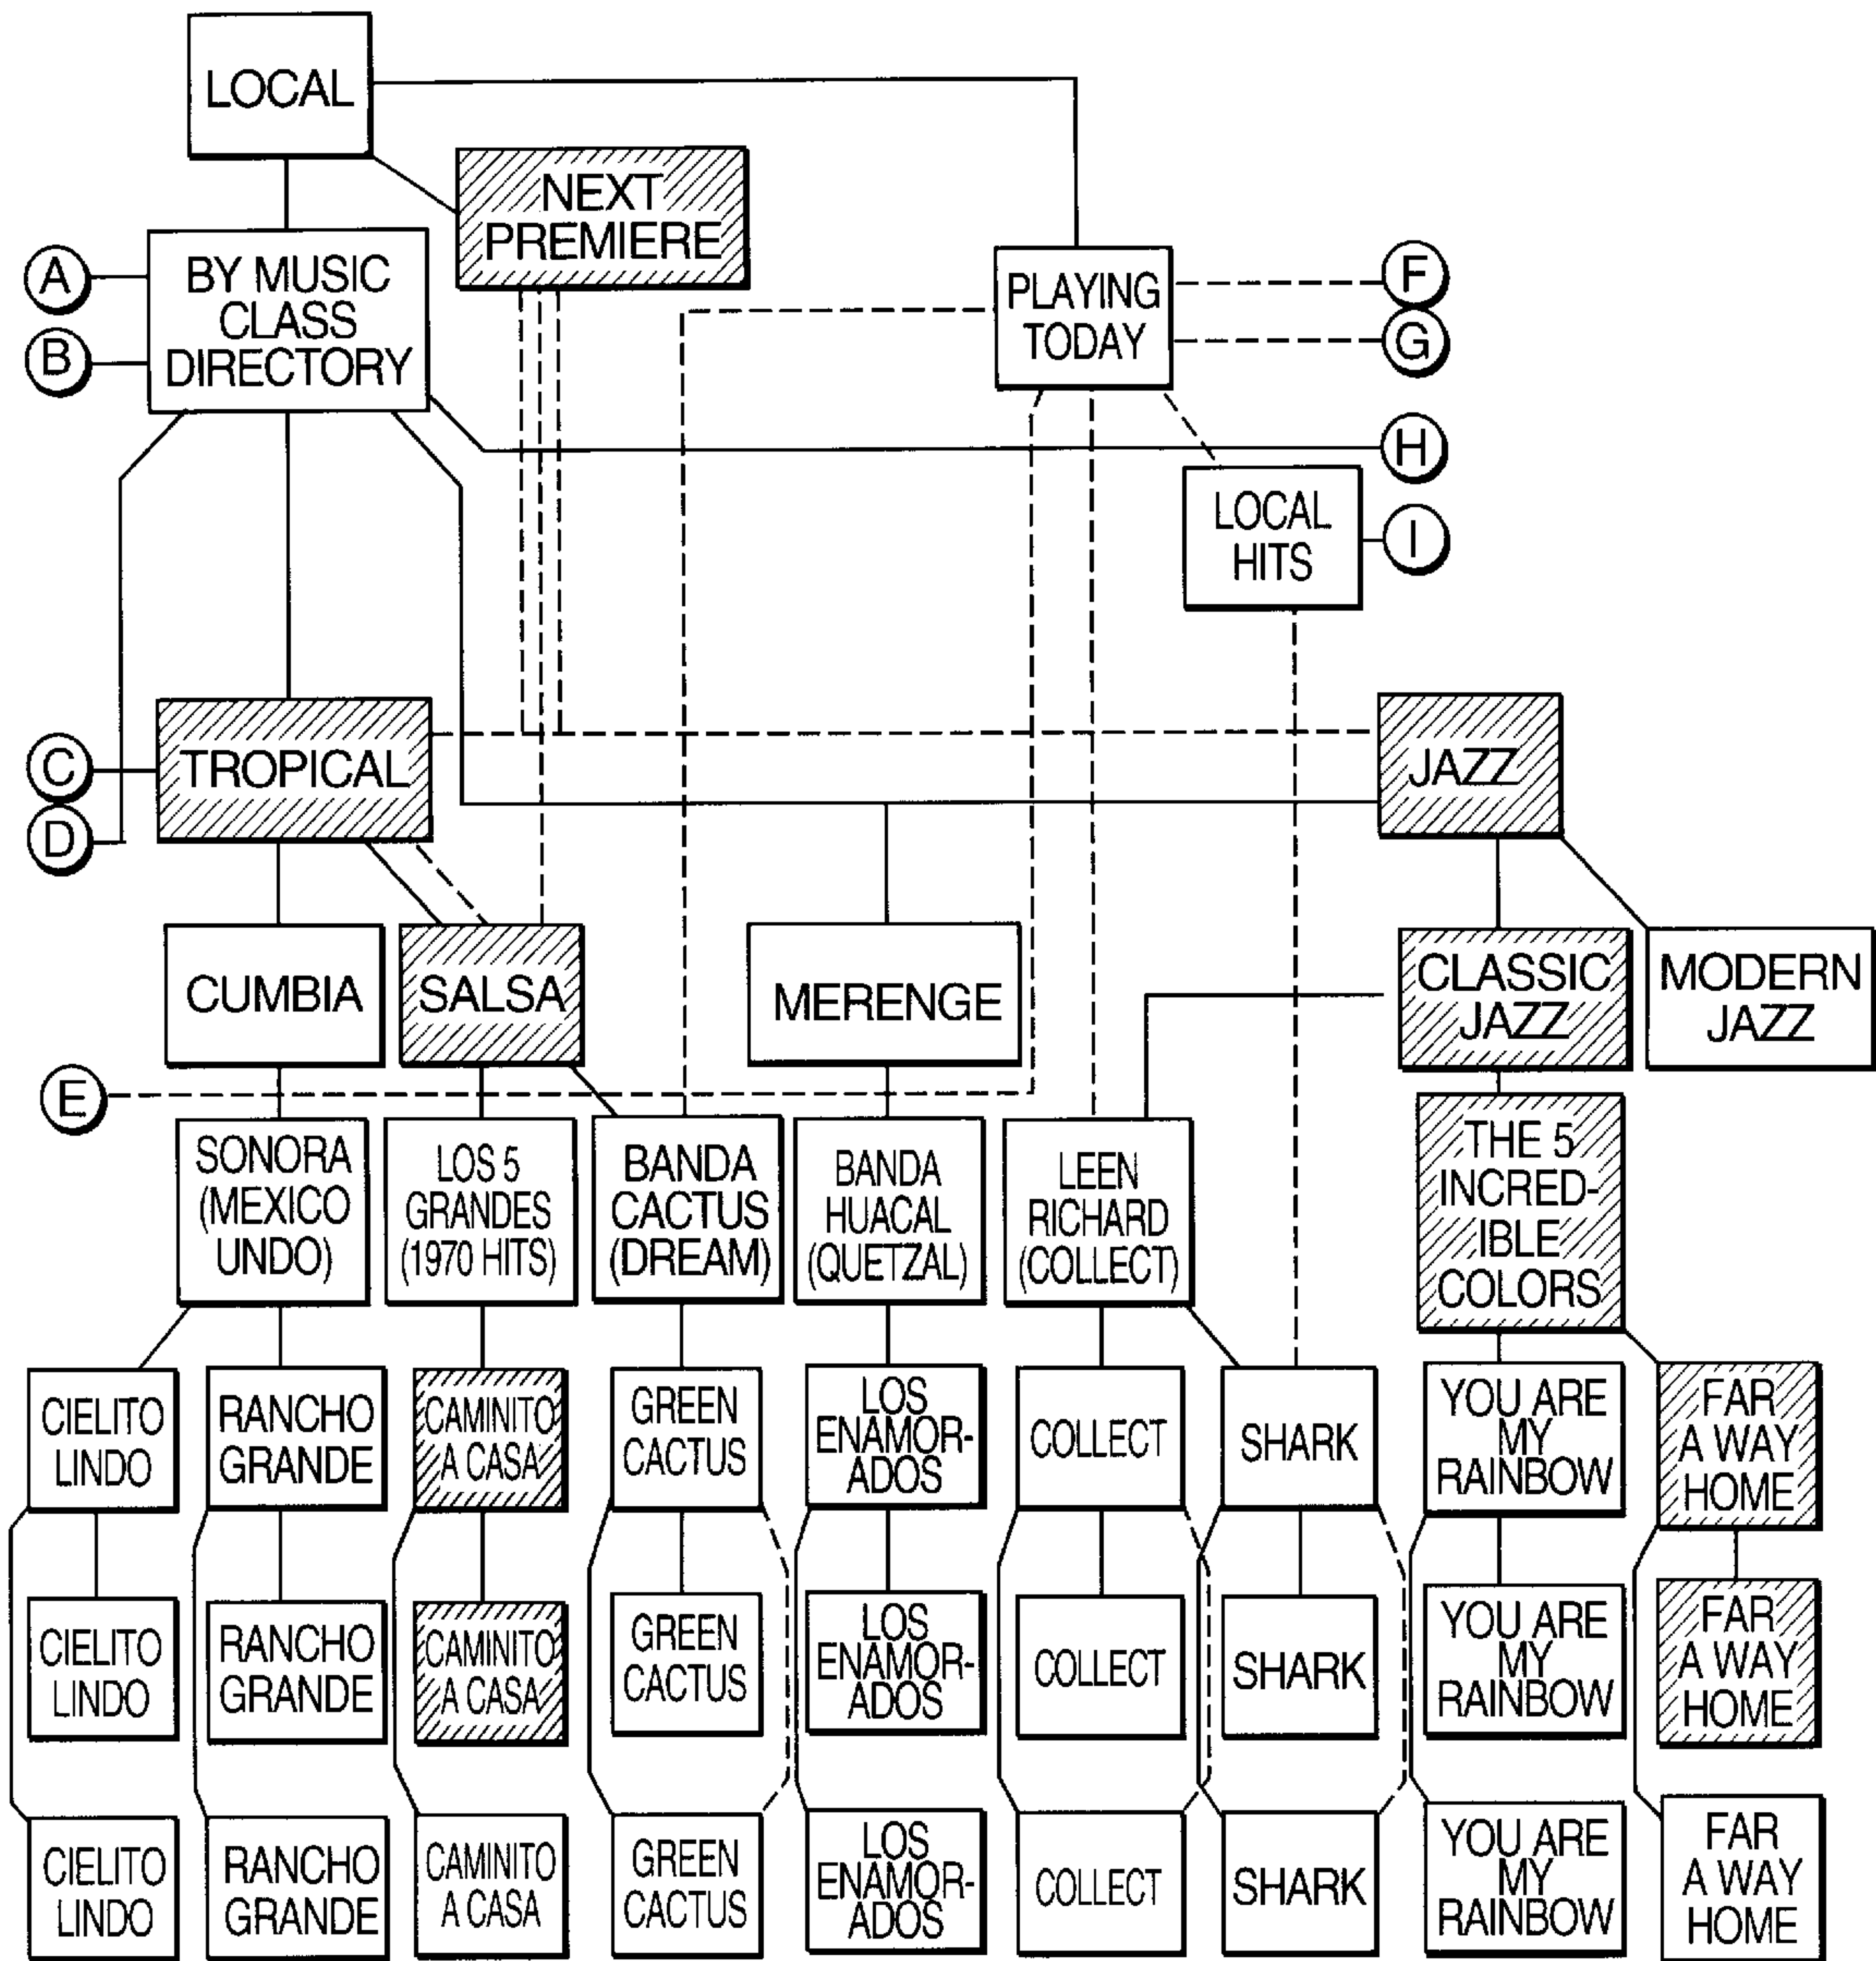 LOCAL
NEXT
PREMIERE
A
B
BY MUSIC
CLASS
DIRECTORY
PLAYING
TODAY
F
G
H
LOCAL
HITS
I
C
D
TROPICAL
JAZZ
CUMBIA
SALSA
MERENGE
CLASSIC
JAZZ
MODERN
JAZZ
E
SONORA
(MEXICO
UNDO)
LOS 5
GRANDES
(1970 HITS)
BANDA
CACTUS
(DREAM)
BANDA
HUACAL
(QUETZAL)
LEEN
RICHARD
(COLLECT)
THE 5
INCRED-
IBLE
COLORS
CIELITO
LINDO
RANCHO
GRANDE
CAMINITO
A CASA
GREEN
CACTUS
LOS
ENAMOR-
ADOS
COLLECT
SHARK
YOU ARE
MY
RAINBOW
FAR
A WAY
HOME
CIELITO
LINDO
RANCHO
GRANDE
CAMINITO
A CASA
GREEN
CACTUS
LOS
ENAMOR-
ADOS
COLLECT
SHARK
YOU ARE
MY
RAINBOW
FAR
A WAY
HOME
CIELITO
LINDO
RANCHO
GRANDE
CAMINITO
A CASA
GREEN
CACTUS
LOS
ENAMOR-
ADOS
COLLECT
SHARK
YOU ARE
MY
RAINBOW
FAR
A WAY
HOME